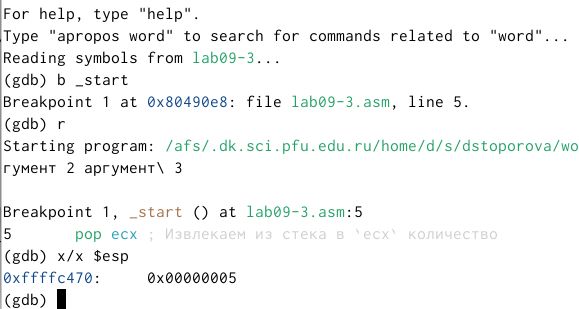 For help, type "help".
Type "apropos word" to search for commands related to "word"...
Reading symbols from lab09-3...
(gdb) b _start
Breakpoint 1 at 0x80490e8: file lab09-3.asm, line 5.
(gdb) r
Starting program: /afs/.dk.sci.pfu.edu.ru/home/d/s/dstoporova/wo
гумент 2 аргумент\ 3

Breakpoint 1, _start () at lab09-3.asm:5
5       pop ecx ; Извлекаем из стека в `ecx` количество
(gdb) x/x $esp
0xffffc470:     0x00000005
(gdb)